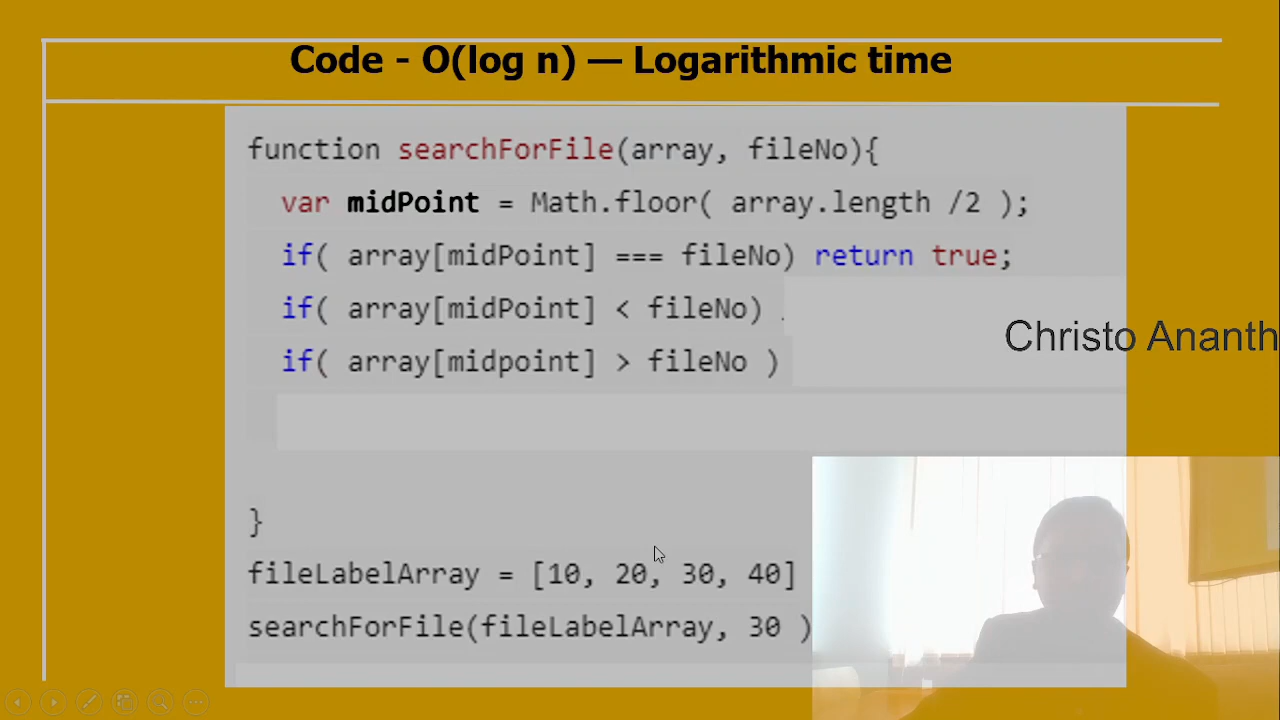 Code - O(log n) — Logarithmic time
function searchForFile(array, fileNo){
var midPoint = Math.floor( array.length /2 );
if( array[midPoint] === fileNo) return true;
if( array[midPoint] < fileNo) .
Christo Ananth
if( array[midpoint] > fileNo )
}
fileLabelArray = [10, 20, 30, 40]
searchForFile(fileLabelArray, 30 )